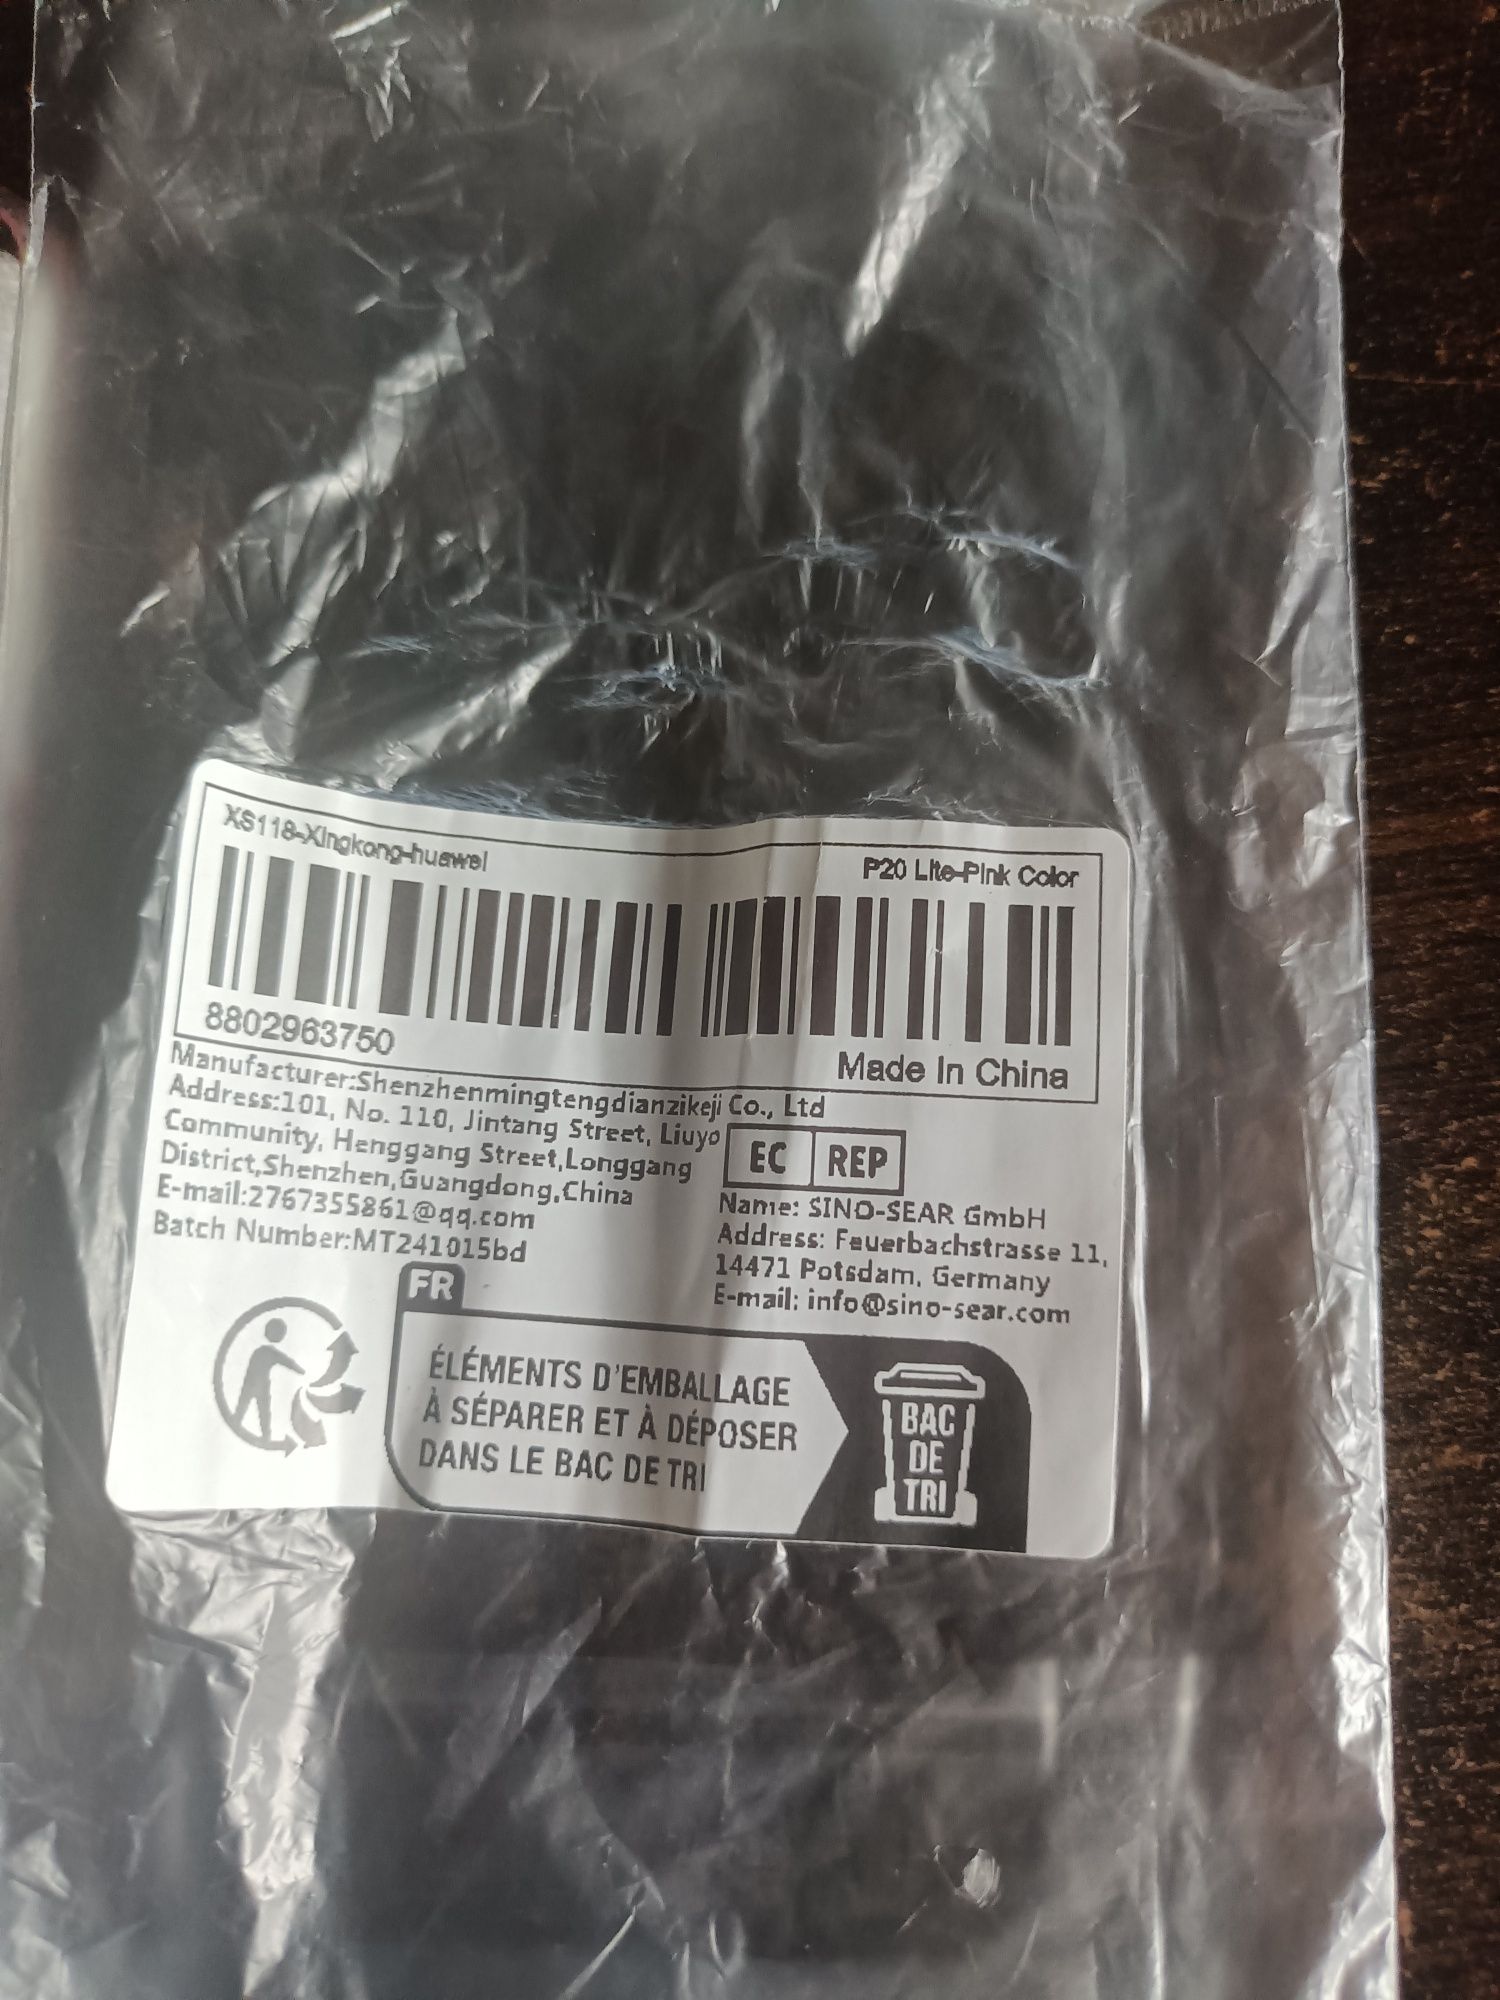 XS118-Xingkong-huawei
P20 Lite-Pink Color
8802963750
Made In China
Manufacturer:Shenzhenmingtengdianzikeji Co., Ltd
Address:101, No. 110, Jintang Street, Liuyo
Community, Henggang Street,Longgang
District,Shenzhen,Guangdong,China
E-mail:2767355861@qq.com
Batch Number:MT241015bd
EC REP
Name: SINO-SEAR GmbH
Address: Feuerbachstrasse 11,
14471 Potsdam, Germany
E-mail: info@sino-sear.com
FR
ÉLÉMENTS D'EMBALLAGE
À SÉPARER ET À DÉPOSER
DANS LE BAC DE TRI
BAC
DE
TRI